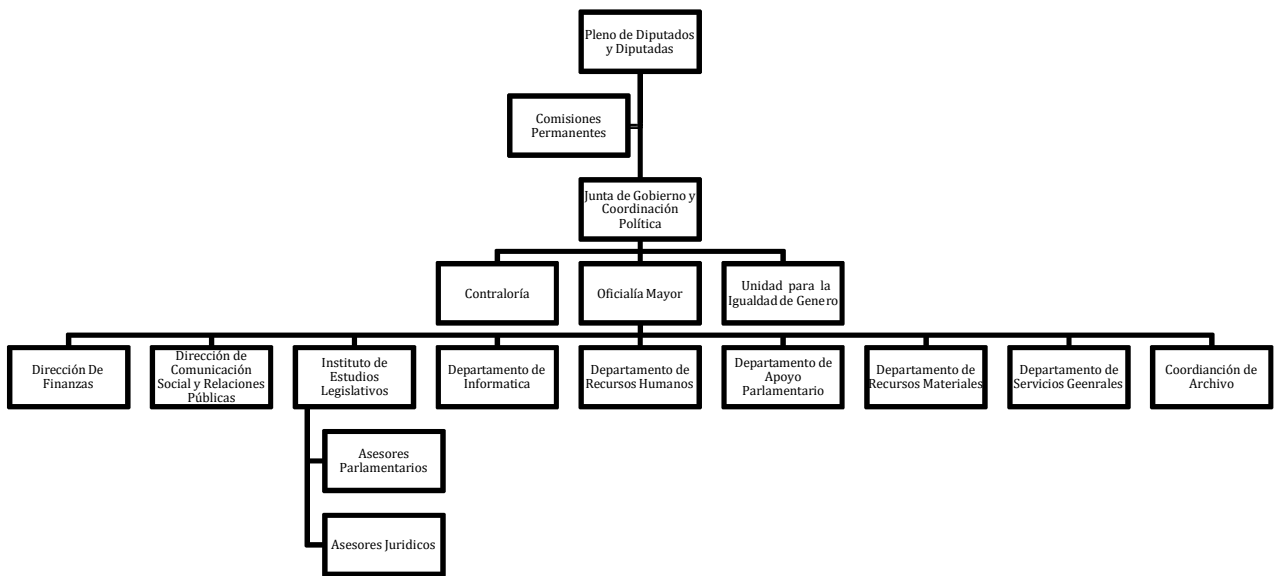 Pleno de Diputados
y Diputadas
Comisiones
Permanentes
Junta de Gobierno y
Coordinación
Política
Contraloría
Oficialía Mayor
Unidad para la
Igualdad de Genero
Dirección De
Finanzas
Dirección de
Comunicación
Social y Relaciones
Públicas
Instituto de
Estudios
Legislativos
Departamento de
Informatica
Departamento de
Recursos Humanos
Departamento de
Apoyo
Parlamentario
Departamento de
Recursos Materiales
Departamento de
Servicios Geenrales
Coordianción de
Archivo
Asesores
Parlamentarios
Asesores Juridicos